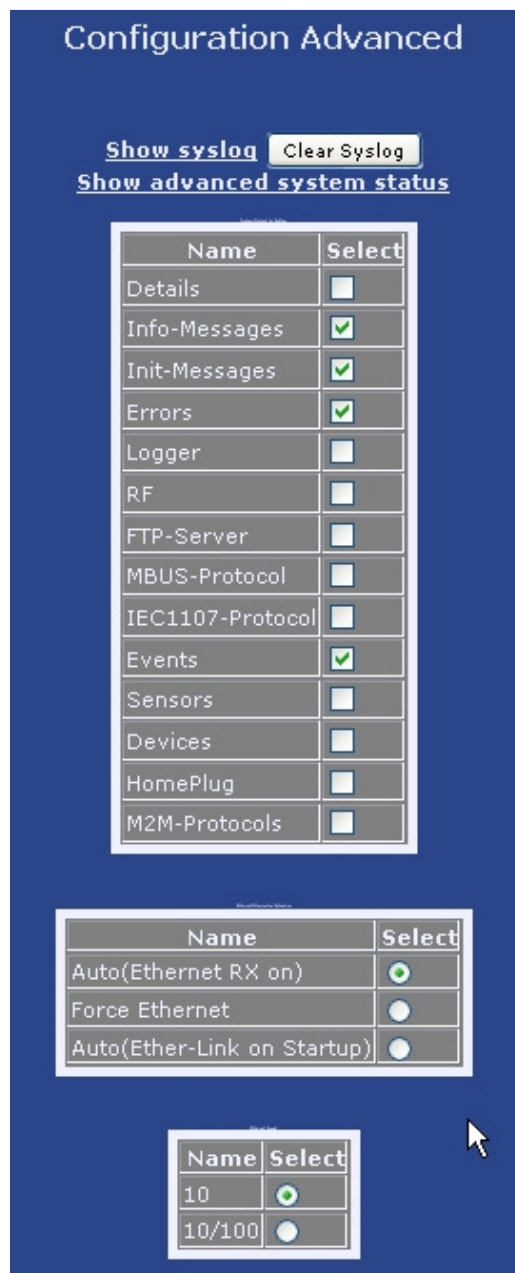 Configuration Advanced
Show syslog Clear Syslog
Show advanced system status
Name Select
Details
Info-Messages
Init-Messages
Errors
Logger
RF
FTP-Server
MBUS-Protocol
IEC1107-Protocol
Events
Sensors
Devices
HomePlug
M2M-Protocols
Name Select
Auto(Ethernet RX on)
Force Ethernet
Auto(Ether-Link on Startup)
Name Select
10
10/100